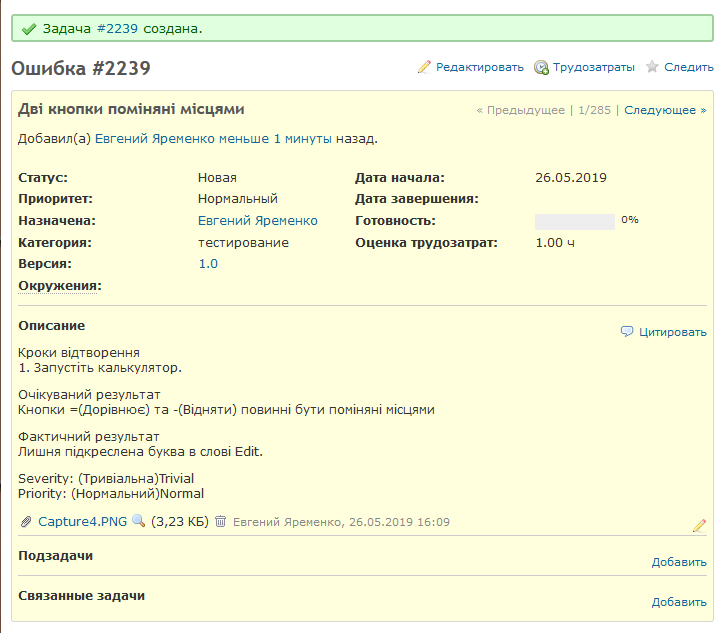 Задача #2239 создана.
Ошибка #2239
Редактировать Трудозатраты Следить
Дві кнопки поміняні місцями
« Предыдущее | 1/285 | Следующее »
Добавил(а) Евгений Яременко меньше 1 минуты назад.
Статус: Новая Дата начала: 26.05.2019
Приоритет: Нормальный Дата завершения:
Назначена: Евгений Яременко Готовность: 0%
Категория: тестирование Оценка трудозатрат: 1.00 ч
Версия: 1.0
Окружения:
Описание
Цитировать
Кроки відтворення
1. Запустіть калькулятор.
Очікуваний результат
Кнопки =(Дорівнює) та -(Відняти) повинні бути поміняні місцями
Фактичний результат
Лишня підкреслена буква в слові Edit.
Severity: (Тривіальна)Trivial
Priority: (Нормальний)Normal
Capture4.PNG (3,23 КБ) Евгений Яременко, 26.05.2019 16:09
Подзадачи
Добавить
Связанные задачи
Добавить